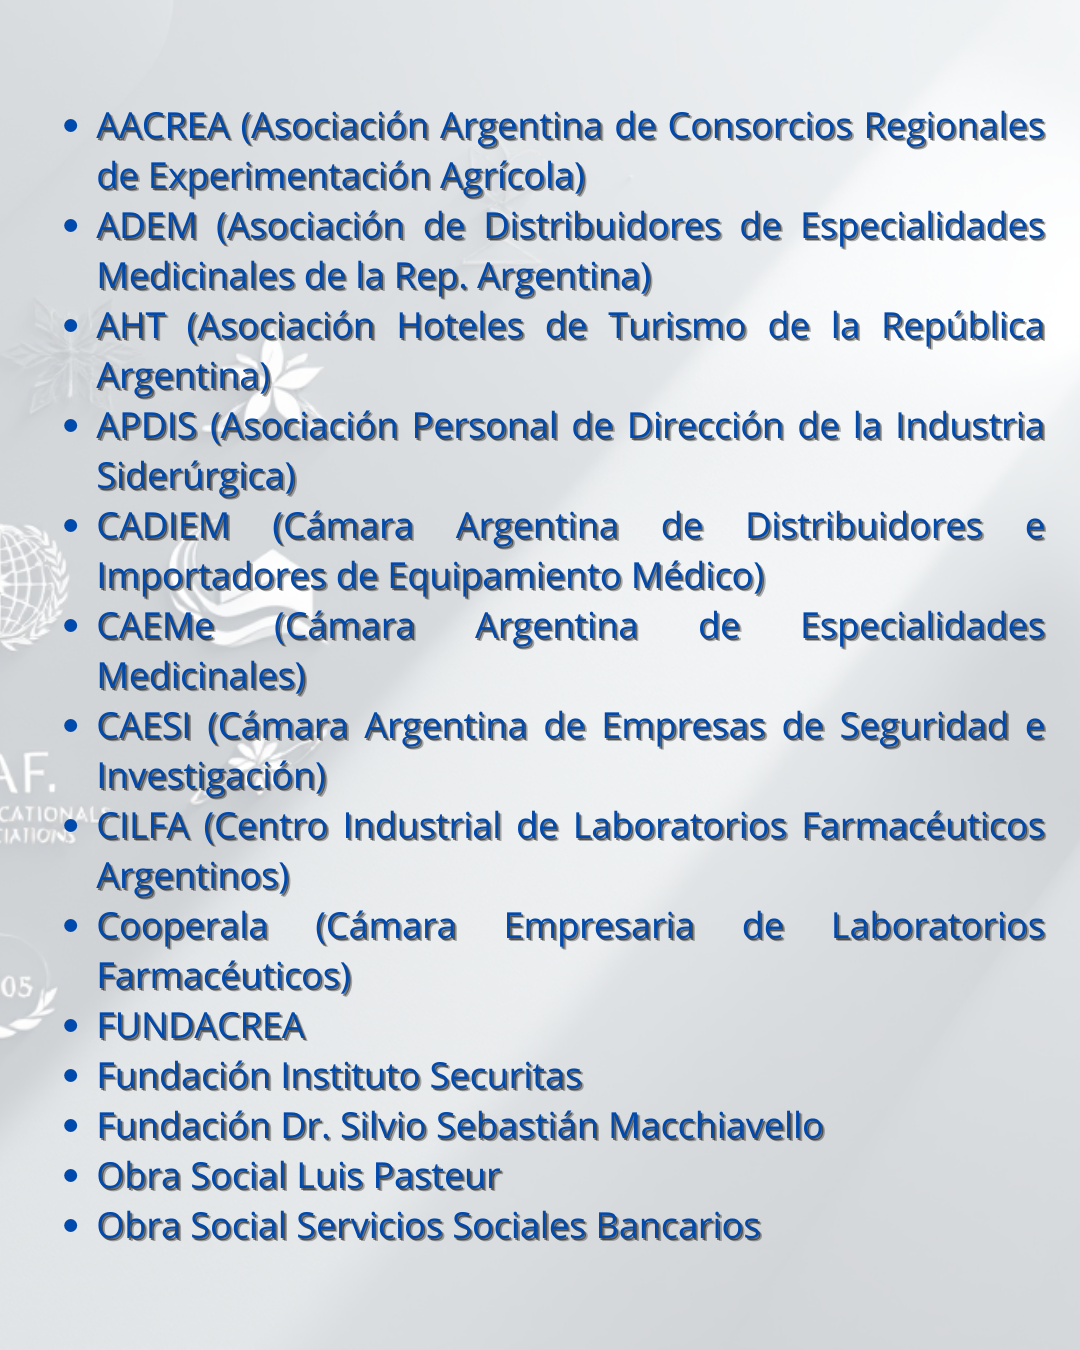 • AACREA (Asociación Argentina de Consorcios Regionales
de Experimentación Agrícola)
• ADEM (Asociación de Distribuidores de Especialidades
Medicinales de la Rep. Argentina)
• AHT (Asociación Hoteles de Turismo de la República
Argentina)
• APDIS (Asociación Personal de Dirección de la Industria
Siderúrgica)
• CADIEM (Cámara Argentina de Distribuidores e
Importadores de Equipamiento Médico)
• CAEMe (Cámara Argentina de Especialidades
Medicinales)
• CAESI (Cámara Argentina de Empresas de Seguridad e
Investigación)
AF.
CATIONALS
IATIONS
• CILFA (Centro Industrial de Laboratorios Farmacéuticos
Argentinos)
• Cooperala (Cámara Empresaria de Laboratorios
Farmacéuticos)
05
• FUNDACREA
• Fundación Instituto Securitas
• Fundación Dr. Silvio Sebastián Macchiavello
• Obra Social Luis Pasteur
• Obra Social Servicios Sociales Bancarios